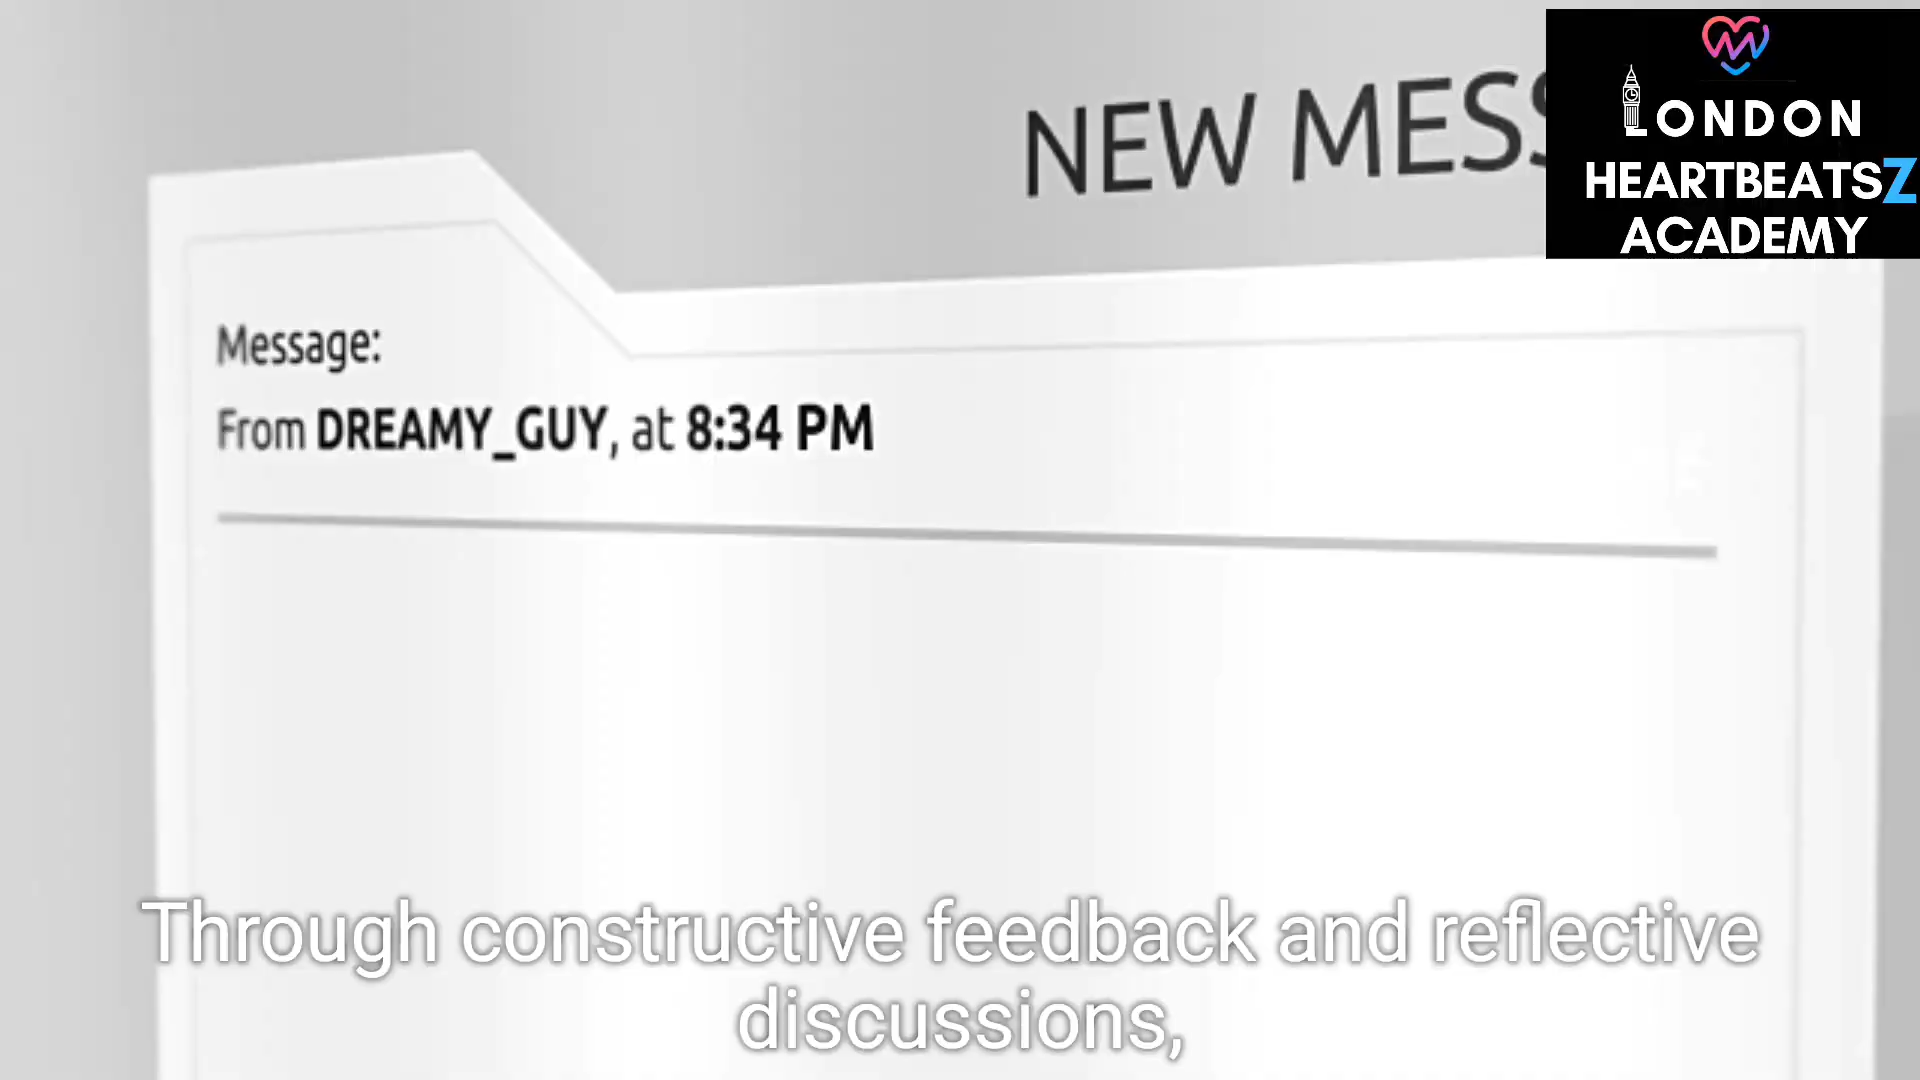 NEW MESS
LONDON
HEARTBEATSZ
ACADEMY
Message:
From DREAMY_GUY, at 8:34 PM
Through constructive feedback and reflective
discussions,